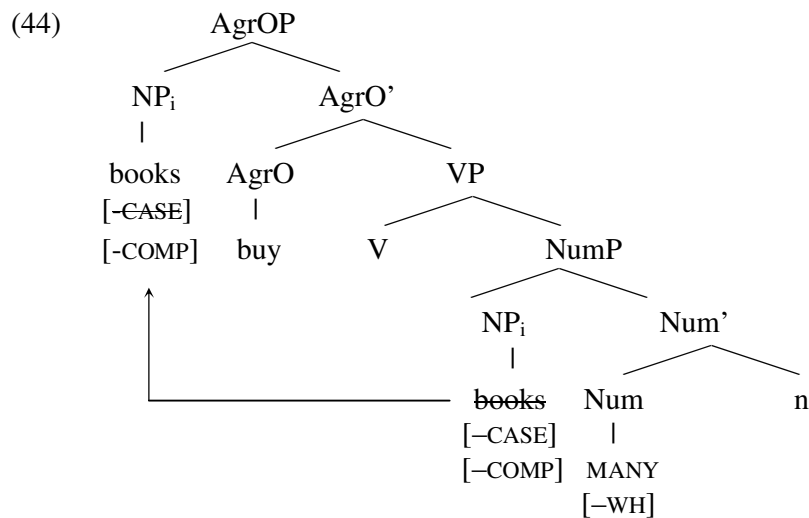 (44) AgrOP
NPᵢ AgrO’
books AgrO VP
[-CASE]
[-COMP] buy V NumP
NPᵢ Num’
books Num n
[–CASE]
[–COMP] MANY
[–WH]